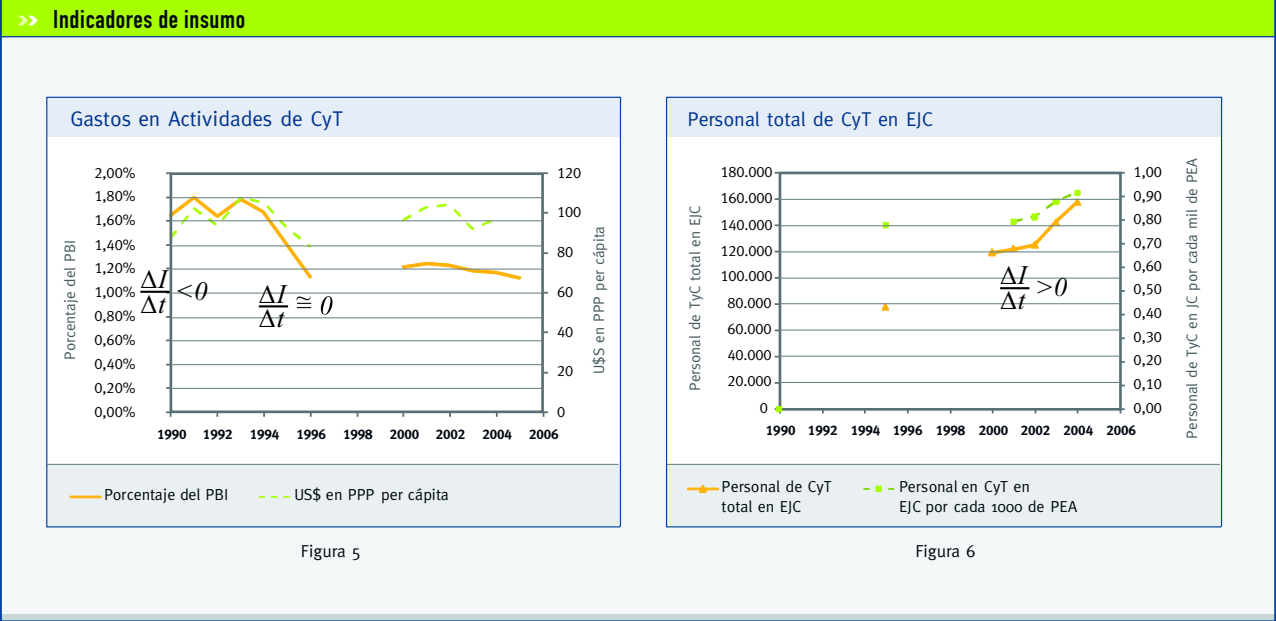 >> Indicadores de insumo
Gastos en Actividades de CyT
Porcentaje del PBI
2,00%
1,80%
1,60%
1,40%
1,20%
1,00%
0,80%
0,60%
0,40%
0,20%
0,00%
ΔI/Δt <0
ΔI/Δt ≅ 0
120
100
80
60
40
20
0
U$S en PPP per cápita
1990 1992 1994 1996 1998 2000 2002 2004 2006
Porcentaje del PBI
US$ en PPP per cápita
Figura 5
Personal total de CyT en EJC
Personal de TyC total en EJC
180.000
160.000
140.000
120.000
100.000
80.000
60.000
40.000
20.000
0
ΔI/Δt >0
1,00
0,90
0,80
0,70
0,60
0,50
0,40
0,30
0,20
0,10
0,00
Personal de TyC en JC por cada mil de PEA
1990 1992 1994 1996 1998 2000 2002 2004 2006
Personal de CyT
total en EJC
Personal en CyT en
EJC por cada 1000 de PEA
Figura 6